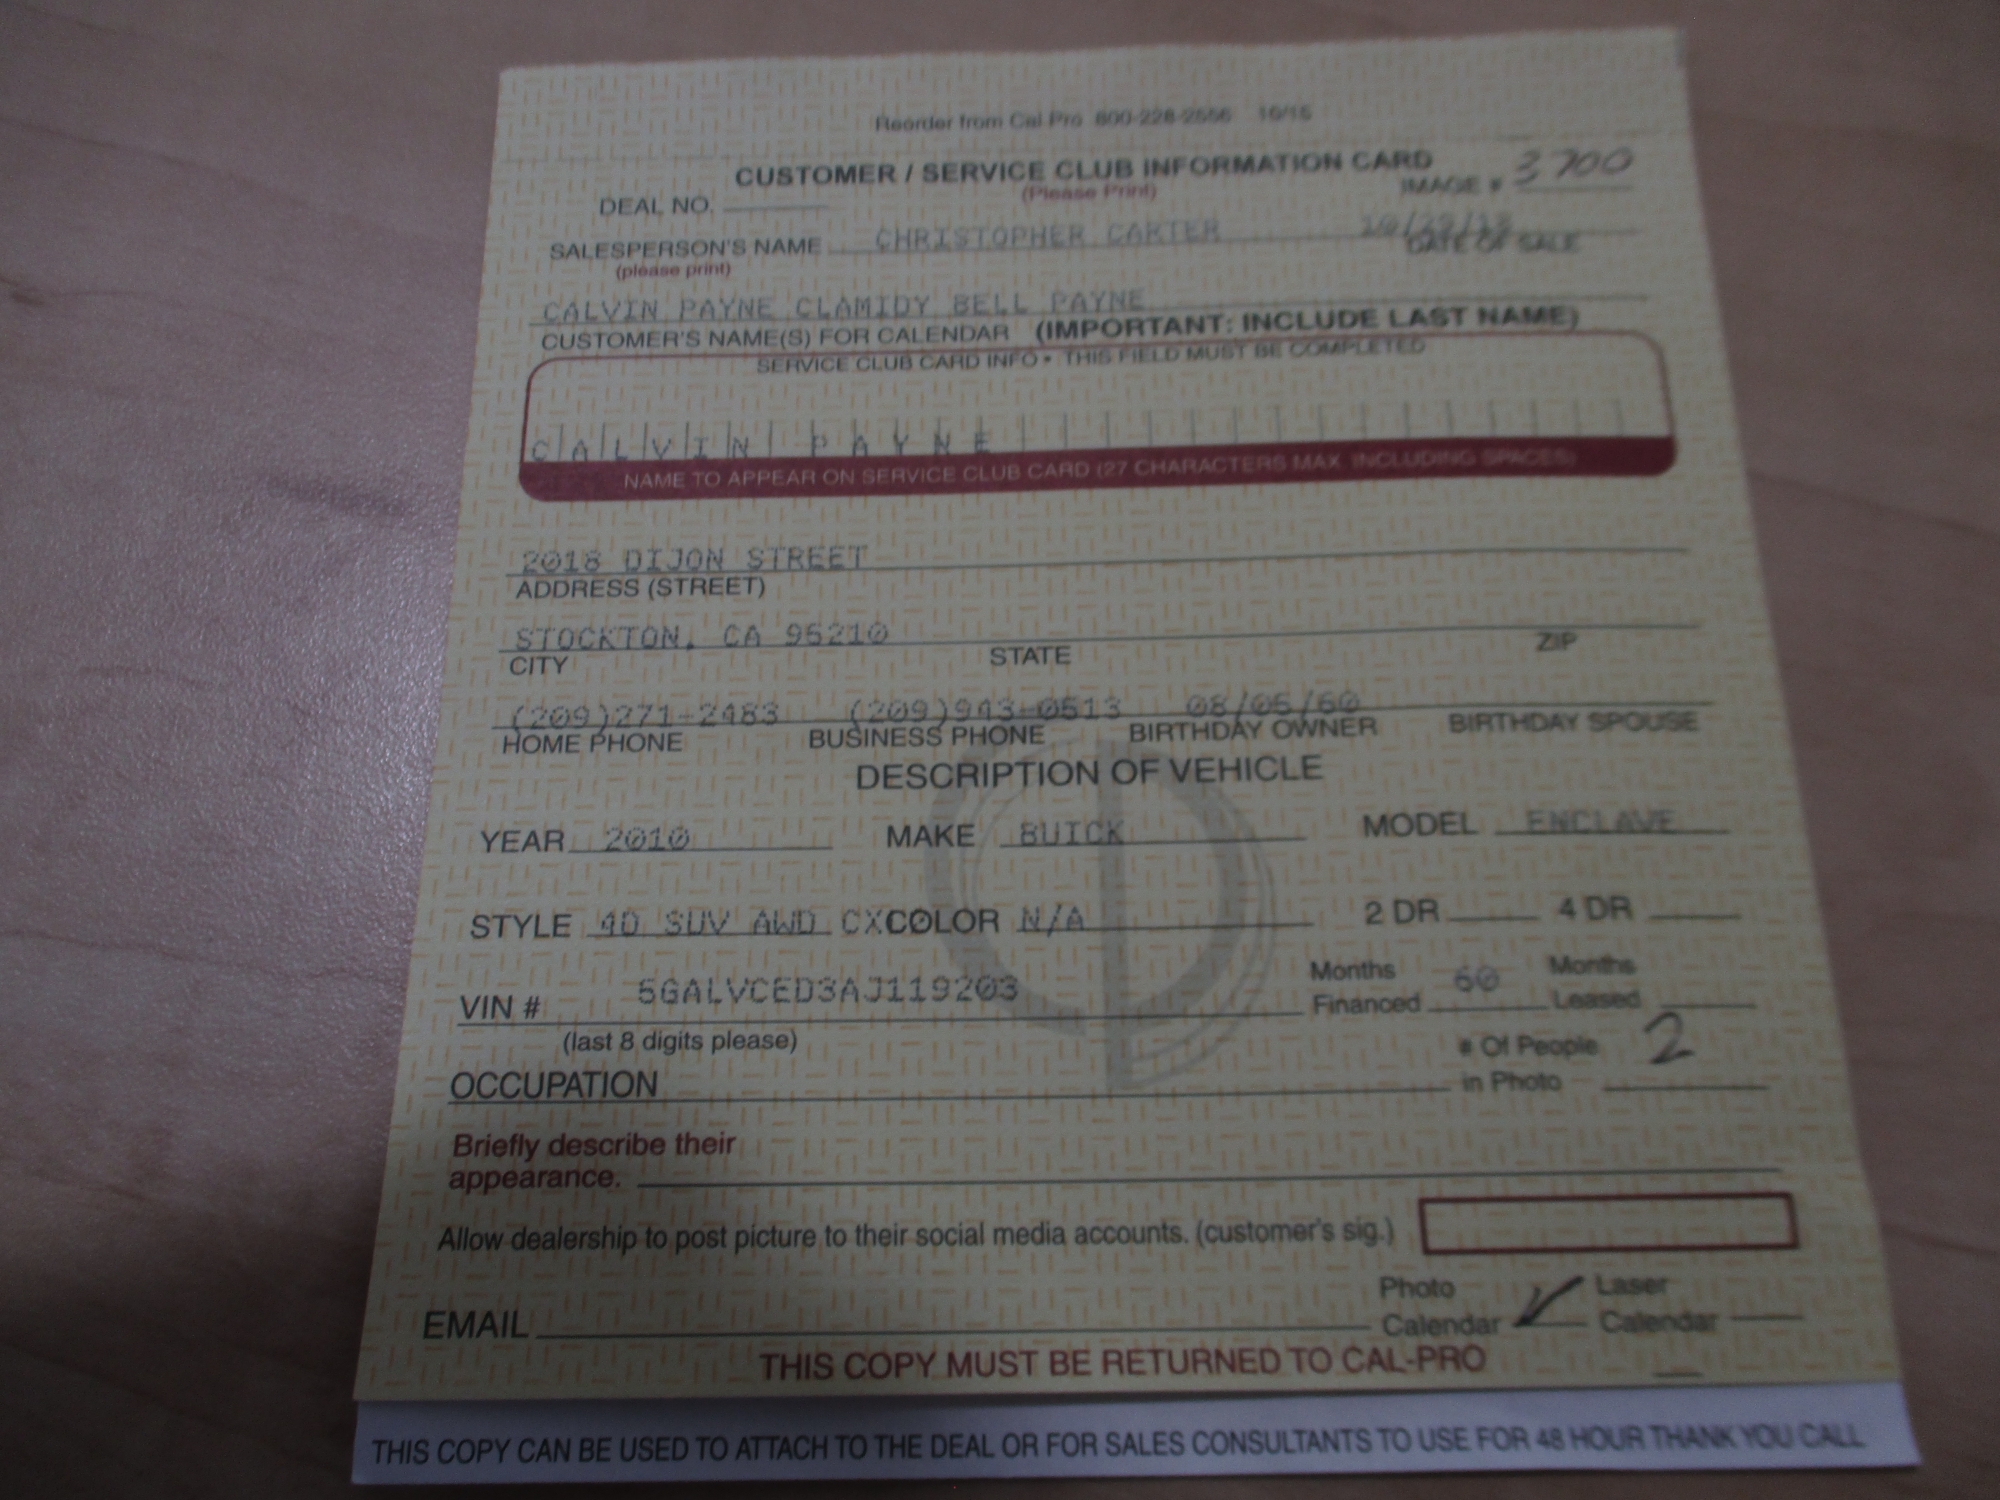 Reorder from Cal Pro 800-228-2556 10/15
CUSTOMER / SERVICE CLUB INFORMATION CARD
(Please Print)
IMAGE # 3700
DEAL NO.
SALESPERSON'S NAME CHRISTOPHER CARTER
(please print)
DATE OF SALE
CALVIN PAYNE CLAMIDY BELL PAYNE
CUSTOMER'S NAME(S) FOR CALENDAR (IMPORTANT: INCLUDE LAST NAME)
SERVICE CLUB CARD INFO • THIS FIELD MUST BE COMPLETED
CALVIN PAYNE
NAME TO APPEAR ON SERVICE CLUB CARD (27 CHARACTERS MAX INCLUDING SPACES)
2018 DIJON STREET
ADDRESS (STREET)
STOCKTON, CA 95210
CITY STATE ZIP
(209)271-2483 (209)943-0513 08/05/60
HOME PHONE BUSINESS PHONE BIRTHDAY OWNER BIRTHDAY SPOUSE
DESCRIPTION OF VEHICLE
YEAR 2010 MAKE BUICK MODEL ENCLAVE
STYLE 4D SUV AWD CX COLOR N/A 2 DR 4 DR
VIN # 5GALVCED3AJ119203 Months Financed 60 Months Leased
(last 8 digits please)
OCCUPATION # Of People in Photo 2
Briefly describe their
appearance.
Allow dealership to post picture to their social media accounts. (customer's sig.)
EMAIL Photo Calendar ✓ Laser Calendar
THIS COPY MUST BE RETURNED TO CAL-PRO
THIS COPY CAN BE USED TO ATTACH TO THE DEAL OR FOR SALES CONSULTANTS TO USE FOR 48 HOUR THANK YOU CALL